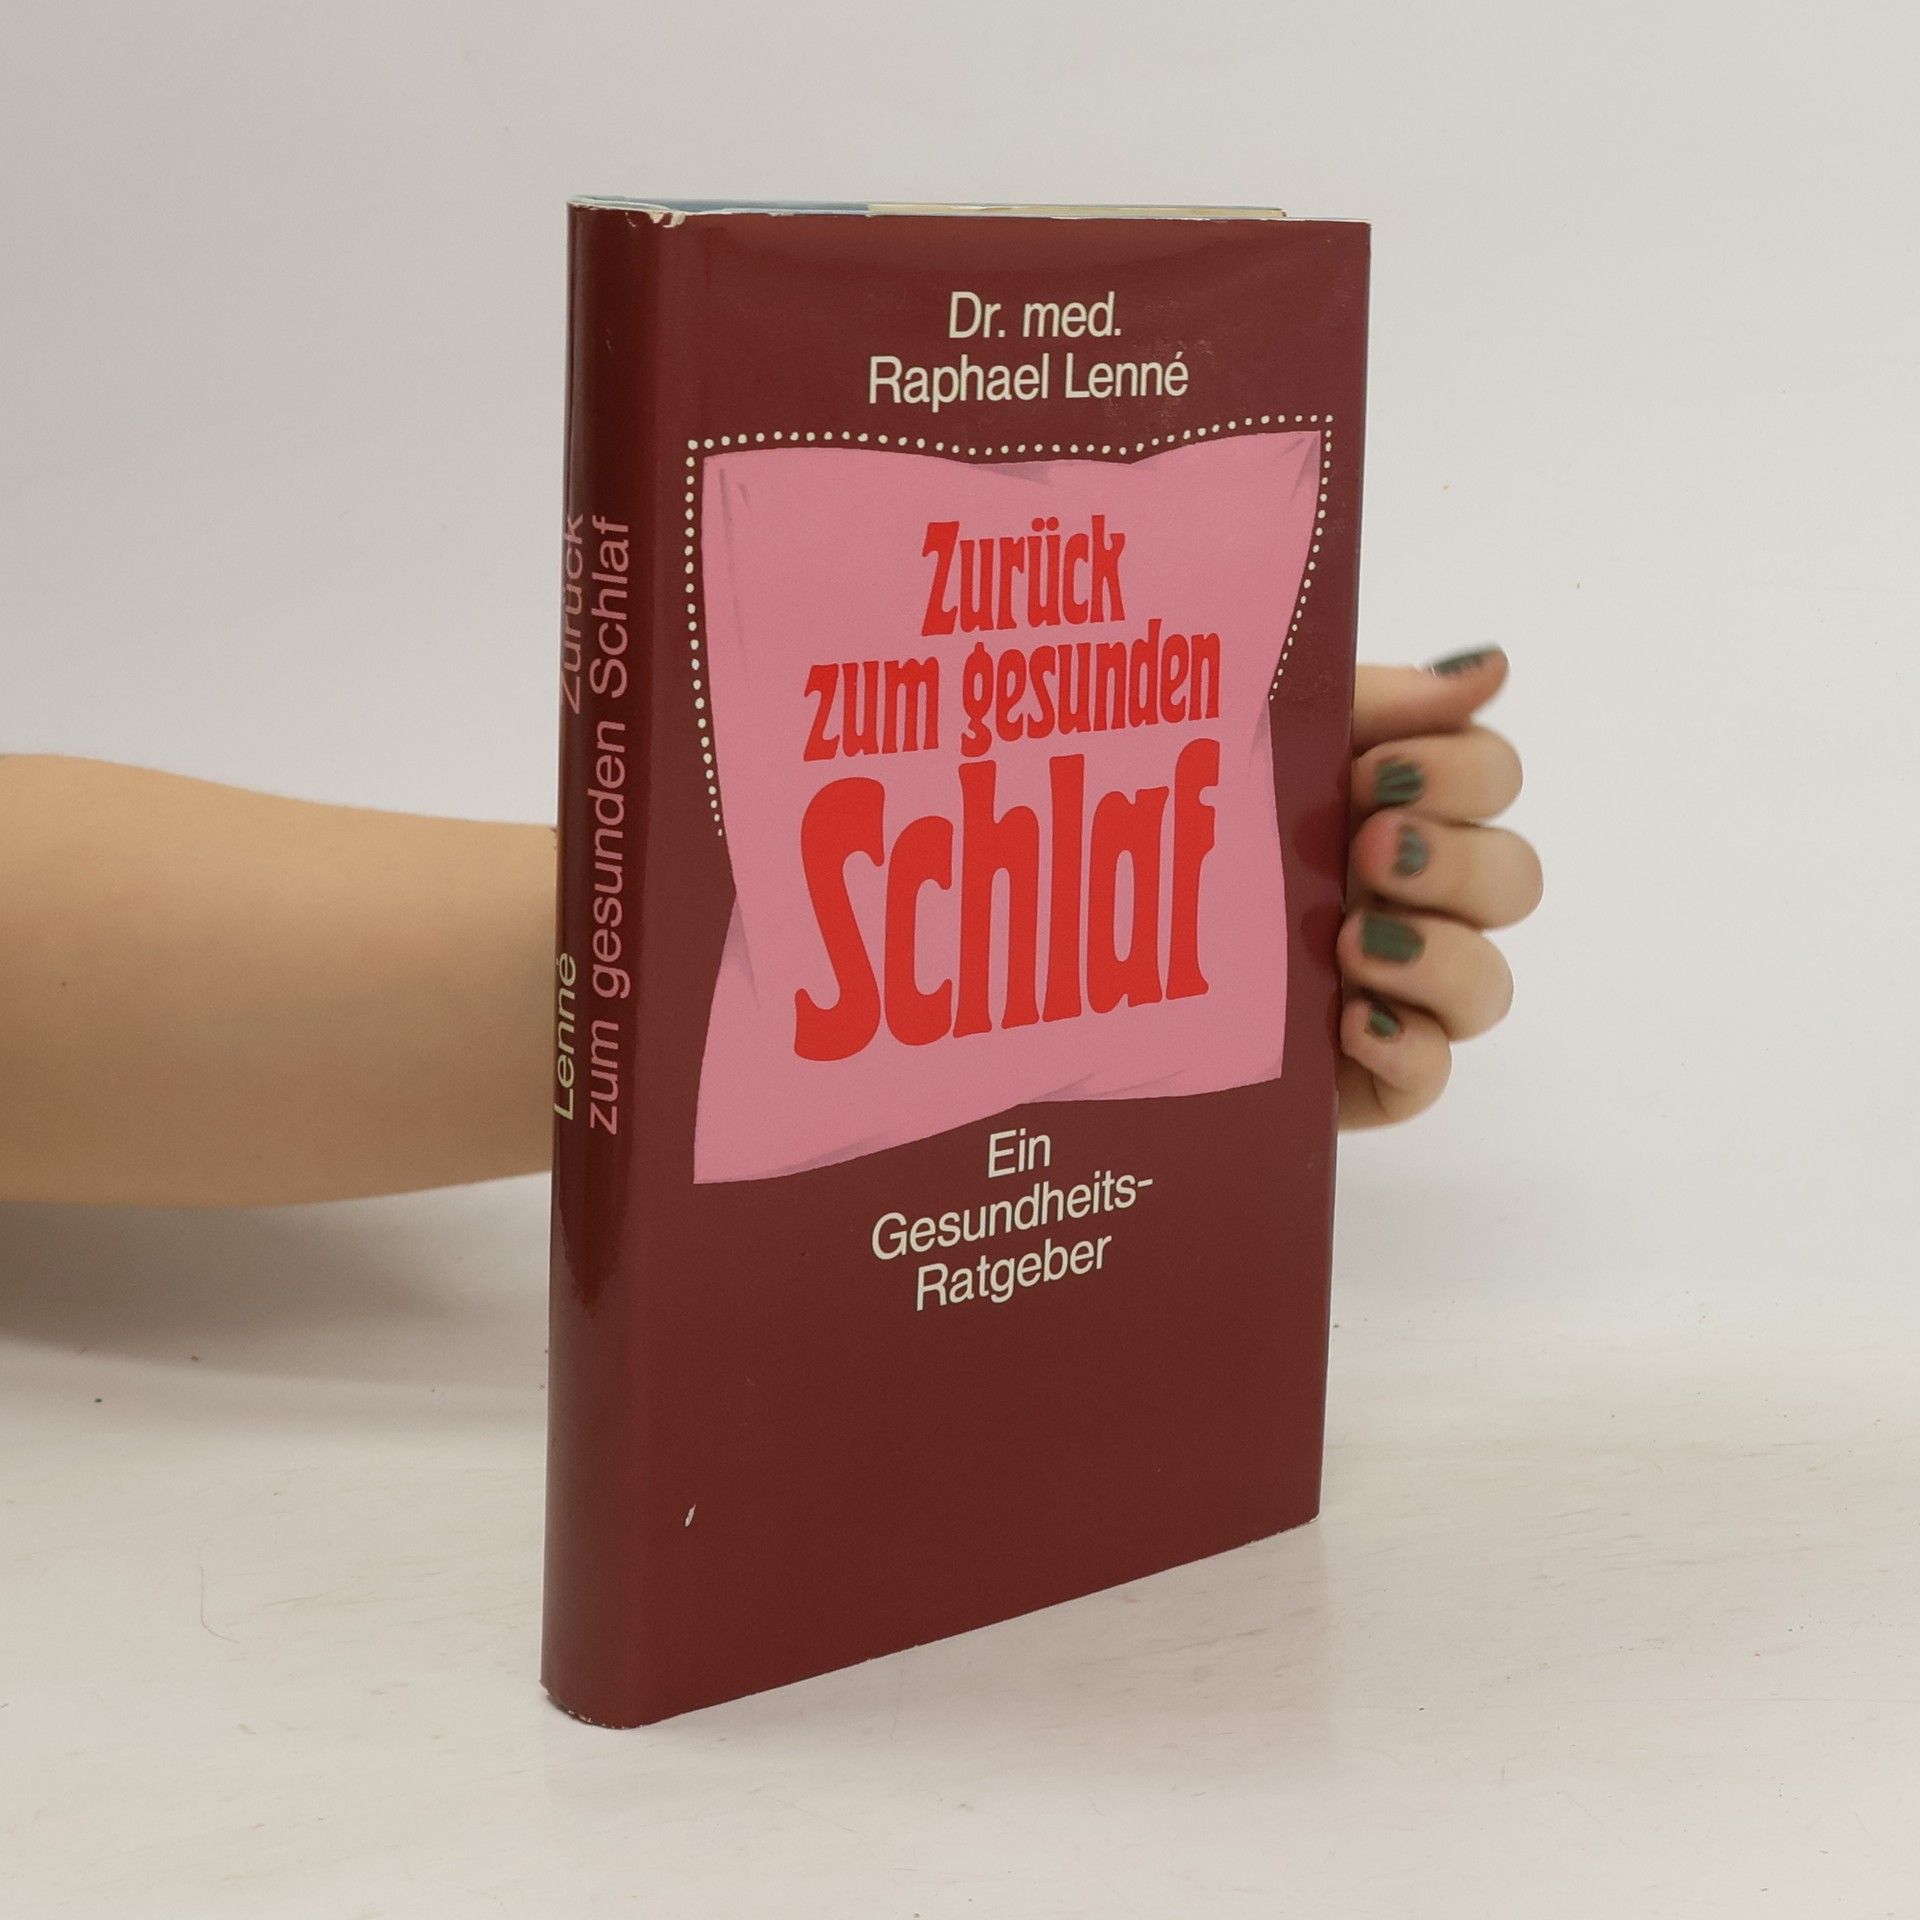 Dr. med.
Raphael Lenné
Zurück
zum gesunden
Schlaf
Ein
Gesundheits-
Ratgeber
Lenné
Zurück
zum gesunden Schlaf